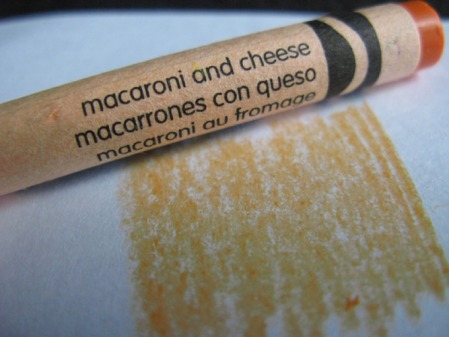 macaroni and cheese
macarrones con queso
macaroni au fromage